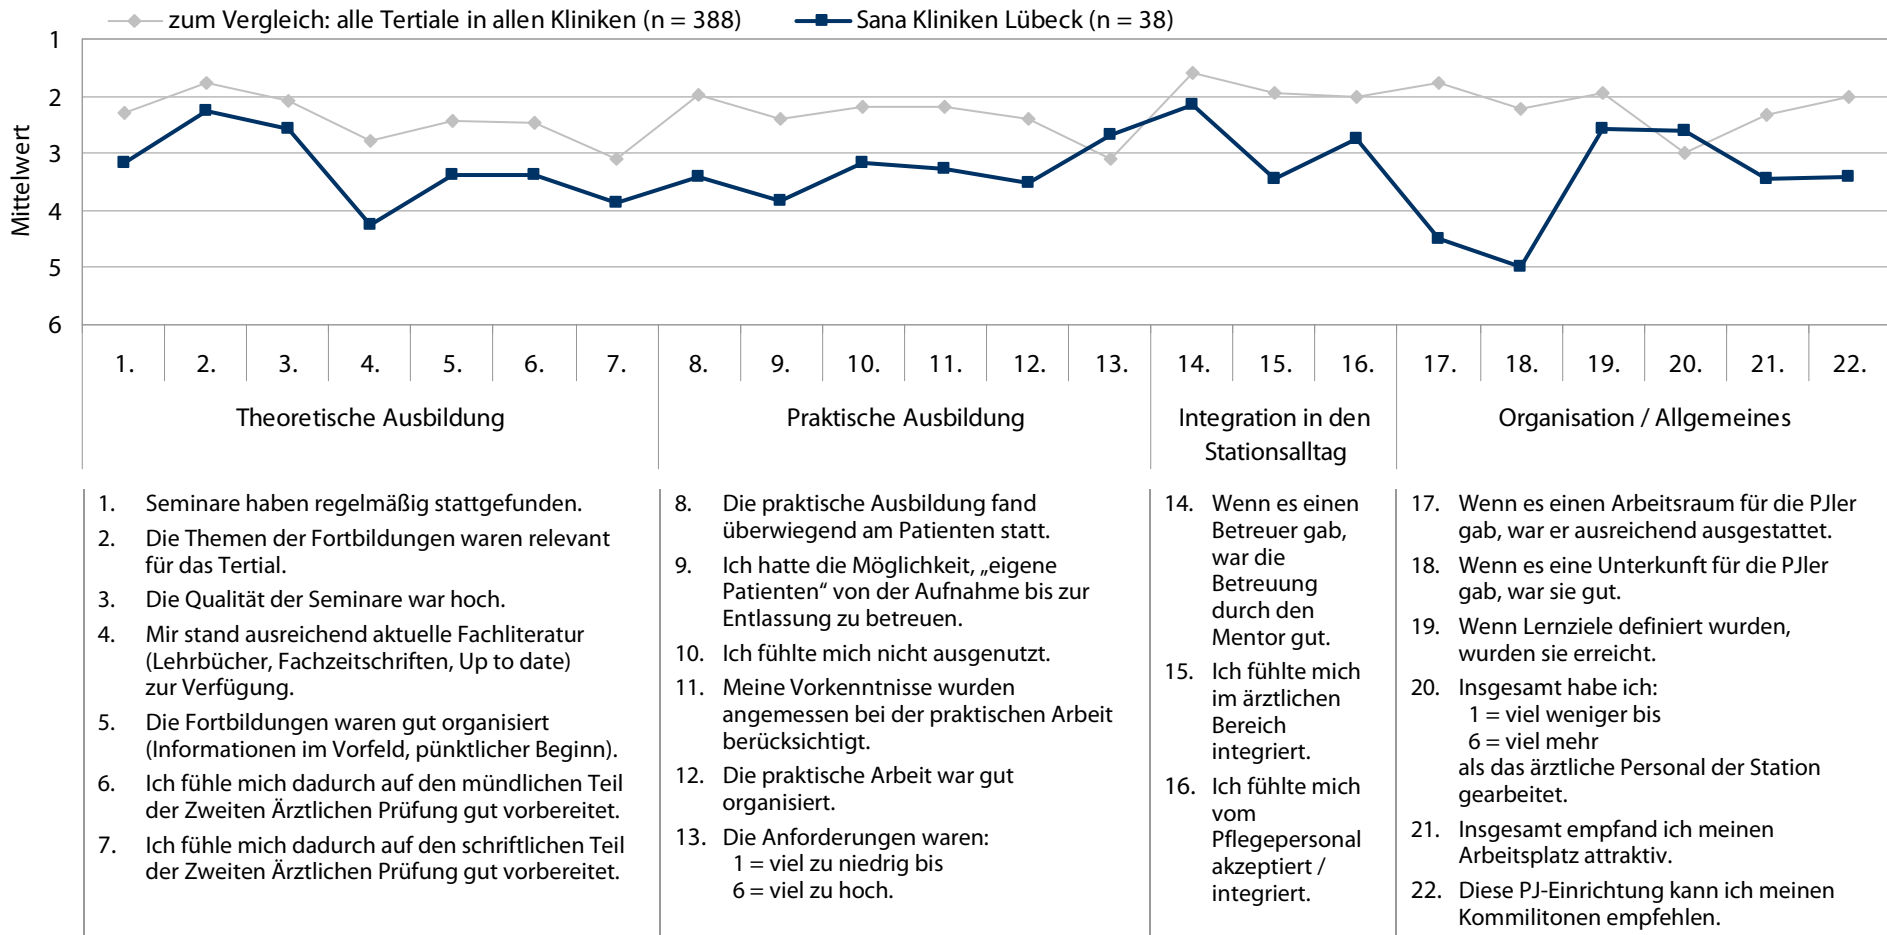 zum Vergleich: alle Tertiale in allen Kliniken (n = 388)
Sana Kliniken Lübeck (n = 38)
Mittelwert
1
2
3
4
5
6
1.
2.
3.
4.
5.
6.
7.
8.
9.
10.
11.
12.
13.
14.
15.
16.
17.
18.
19.
20.
21.
22.
Theoretische Ausbildung
Praktische Ausbildung
Integration in den
Stationsalltag
Organisation / Allgemeines
1. Seminare haben regelmäßig stattgefunden.
2. Die Themen der Fortbildungen waren relevant
für das Tertial.
3. Die Qualität der Seminare war hoch.
4. Mir stand ausreichend aktuelle Fachliteratur
(Lehrbücher, Fachzeitschriften, Up to date)
zur Verfügung.
5. Die Fortbildungen waren gut organisiert
(Informationen im Vorfeld, pünktlicher Beginn).
6. Ich fühle mich dadurch auf den mündlichen Teil
der Zweiten Ärztlichen Prüfung gut vorbereitet.
7. Ich fühle mich dadurch auf den schriftlichen Teil
der Zweiten Ärztlichen Prüfung gut vorbereitet.
8. Die praktische Ausbildung fand
überwiegend am Patienten statt.
9. Ich hatte die Möglichkeit, „eigene
Patienten“ von der Aufnahme bis zur
Entlassung zu betreuen.
10. Ich fühlte mich nicht ausgenutzt.
11. Meine Vorkenntnisse wurden
angemessen bei der praktischen Arbeit
berücksichtigt.
12. Die praktische Arbeit war gut
organisiert.
13. Die Anforderungen waren:
1 = viel zu niedrig bis
6 = viel zu hoch.
14. Wenn es einen
Betreuer gab,
war die
Betreuung
durch den
Mentor gut.
15. Ich fühlte mich
im ärztlichen
Bereich
integriert.
16. Ich fühlte mich
vom
Pflegepersonal
akzeptiert /
integriert.
17. Wenn es einen Arbeitsraum für die PJler
gab, war er ausreichend ausgestattet.
18. Wenn es eine Unterkunft für die PJler
gab, war sie gut.
19. Wenn Lernziele definiert wurden,
wurden sie erreicht.
20. Insgesamt habe ich:
1 = viel weniger bis
6 = viel mehr
als das ärztliche Personal der Station
gearbeitet.
21. Insgesamt empfand ich meinen
Arbeitsplatz attraktiv.
22. Diese PJ-Einrichtung kann ich meinen
Kommilitonen empfehlen.